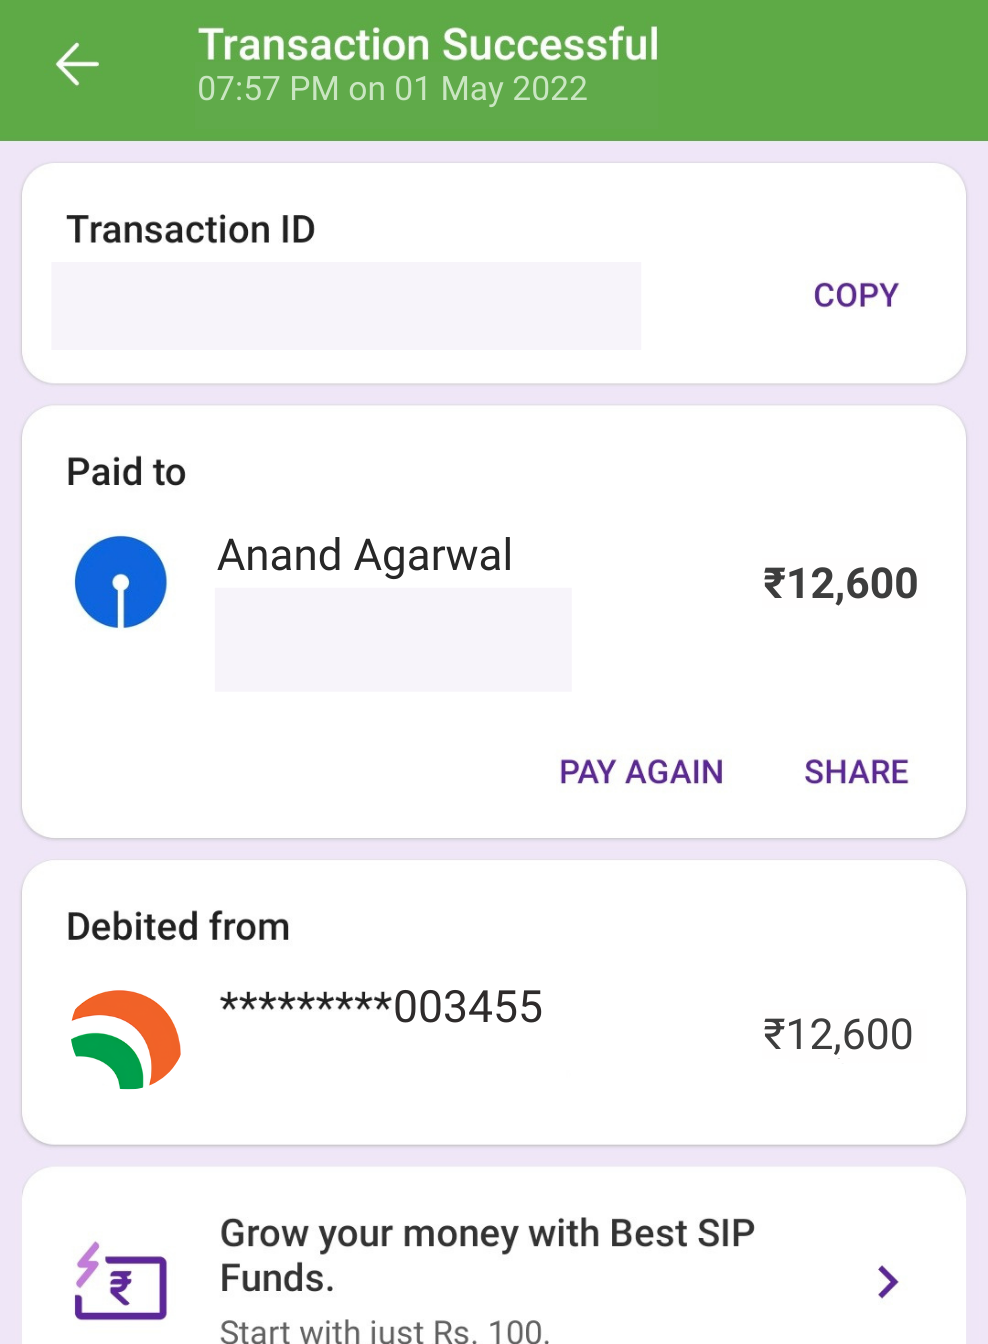 Transaction Successful
07:57 PM on 01 May 2022
Transaction ID
COPY
Paid to
Anand Agarwal
₹12,600
PAY AGAIN
SHARE
Debited from
*********003455
₹12,600
Grow your money with Best SIP
Funds.
Start with just Rs. 100.